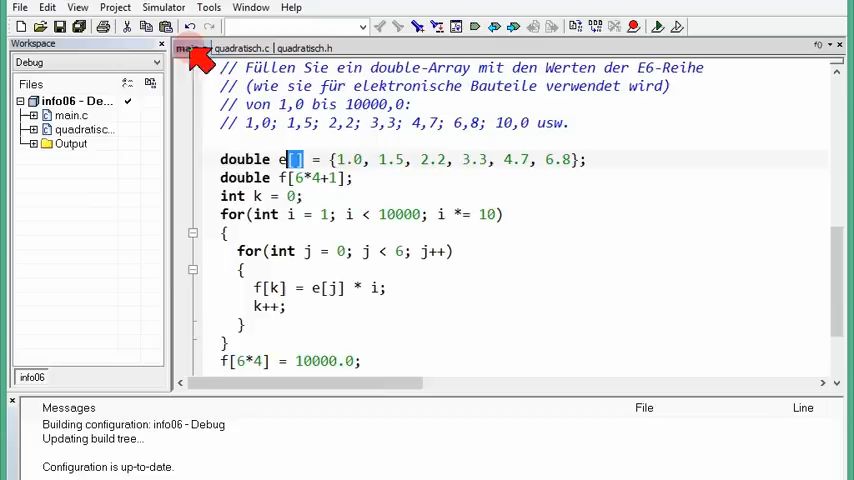 File Edit View Project Simulator Tools Window Help
Workspace
quadratisch.c quadratisch.h
f0
Debug
Files
info06 - De...
main.c
quadratisc...
Output
// Füllen Sie ein double-Array mit den Werten der E6-Reihe
// (wie sie für elektronische Bauteile verwendet wird)
// von 1,0 bis 10000,0:
// 1,0; 1,5; 2,2; 3,3; 4,7; 6,8; 10,0 usw.
double e[] = {1.0, 1.5, 2.2, 3.3, 4.7, 6.8};
double f[6*4+1];
int k = 0;
for(int i = 1; i < 10000; i *= 10)
{
for(int j = 0; j < 6; j++)
{
f[k] = e[j] * i;
k++;
}
}
f[6*4] = 10000.0;
info06
Messages File Line
Building configuration: info06 - Debug
Updating build tree...
Configuration is up-to-date.